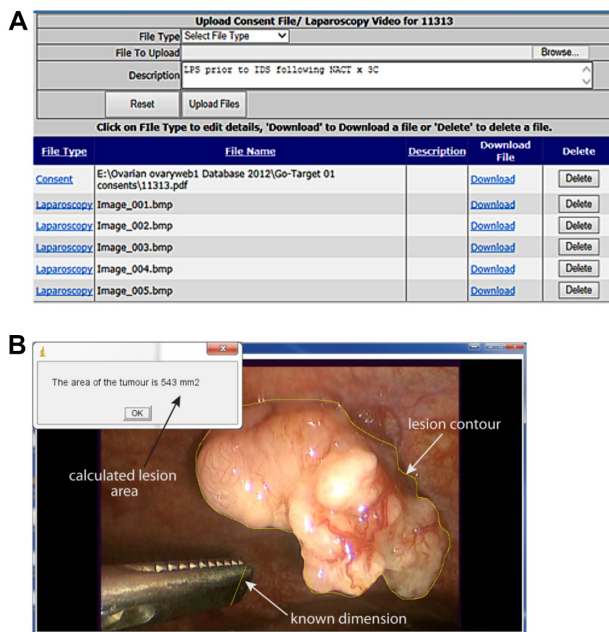 A
Upload Consent File/ Laparoscopy Video for 11313
File Type Select File Type
File To Upload Browse...
Description LPS prior to IDS following NACT x 3C
Reset Upload Files
Click on FIle Type to edit details, 'Download' to Download a file or 'Delete' to delete a file.
File Type File Name Description Download File Delete
Consent E:\Ovarian ovaryweb1 Database 2012\Go-Target 01 consents\11313.pdf Download Delete
Laparoscopy Image_001.bmp Download Delete
Laparoscopy Image_002.bmp Download Delete
Laparoscopy Image_003.bmp Download Delete
Laparoscopy Image_004.bmp Download Delete
Laparoscopy Image_005.bmp Download Delete
B
The area of the tumour is 543 mm2
OK
calculated lesion
area
lesion contour
known dimension